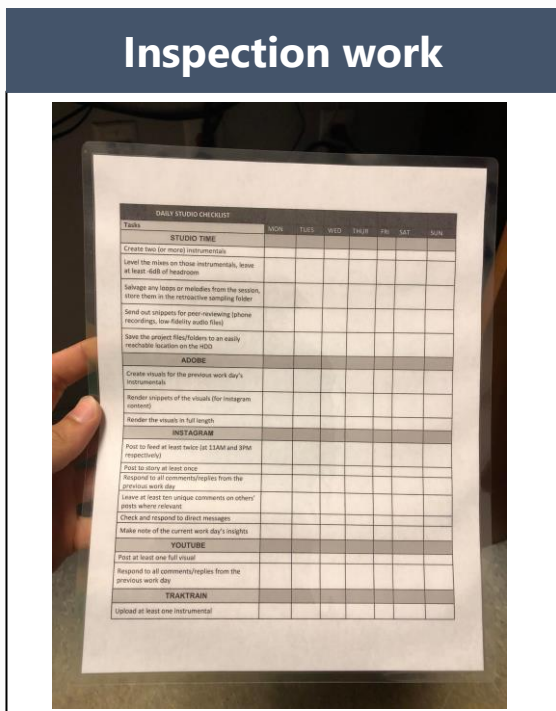 Inspection work
DAILY STUDIO CHECKLIST
Tasks MON TUES WED THUR FRI SAT SUN
STUDIO TIME
Create two (or more) instrumentals
Level the mixes on those instrumentals, leave
at least -6dB of headroom
Salvage any loops or melodies from the session,
store them in the retroactive sampling folder
Send out snippets for peer-reviewing (phone
recordings, low-fidelity audio files)
Save the project files/folders to an easily
reachable location on the HDD
ADOBE
Create visuals for the previous work day's
instrumentals
Render snippets of the visuals (for Instagram
content)
Render the visuals in full length
INSTAGRAM
Post to feed at least twice (at 11AM and 3PM
respectively)
Post to story at least once
Respond to all comments/replies from the
previous work day
Leave at least ten unique comments on others'
posts where relevant
Check and respond to direct messages
Make note of the current work day's insights
YOUTUBE
Post at least one full visual
Respond to all comments/replies from the
previous work day
TRAKTRAIN
Upload at least one instrumental